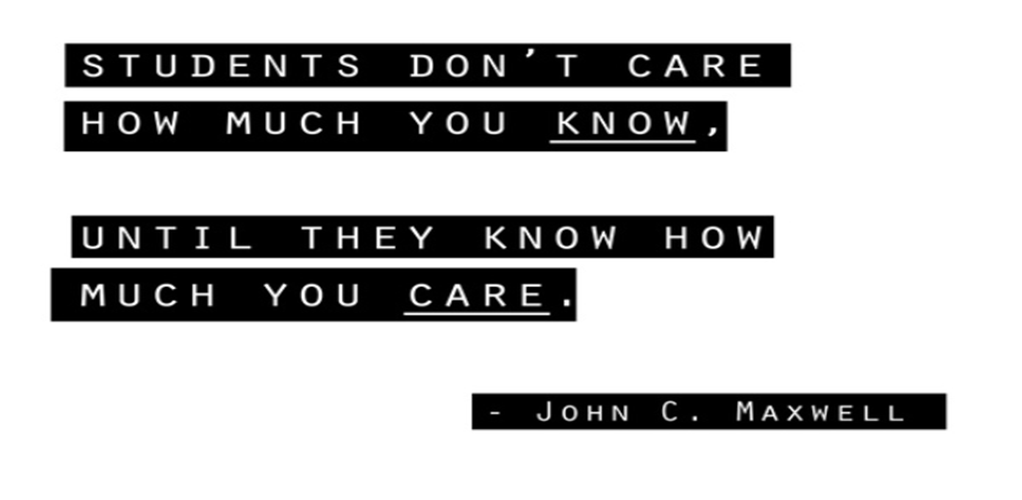 STUDENTS DON'T CARE
HOW MUCH YOU KNOW,
UNTIL THEY KNOW HOW
MUCH YOU CARE.
- JOHN C. MAXWELL